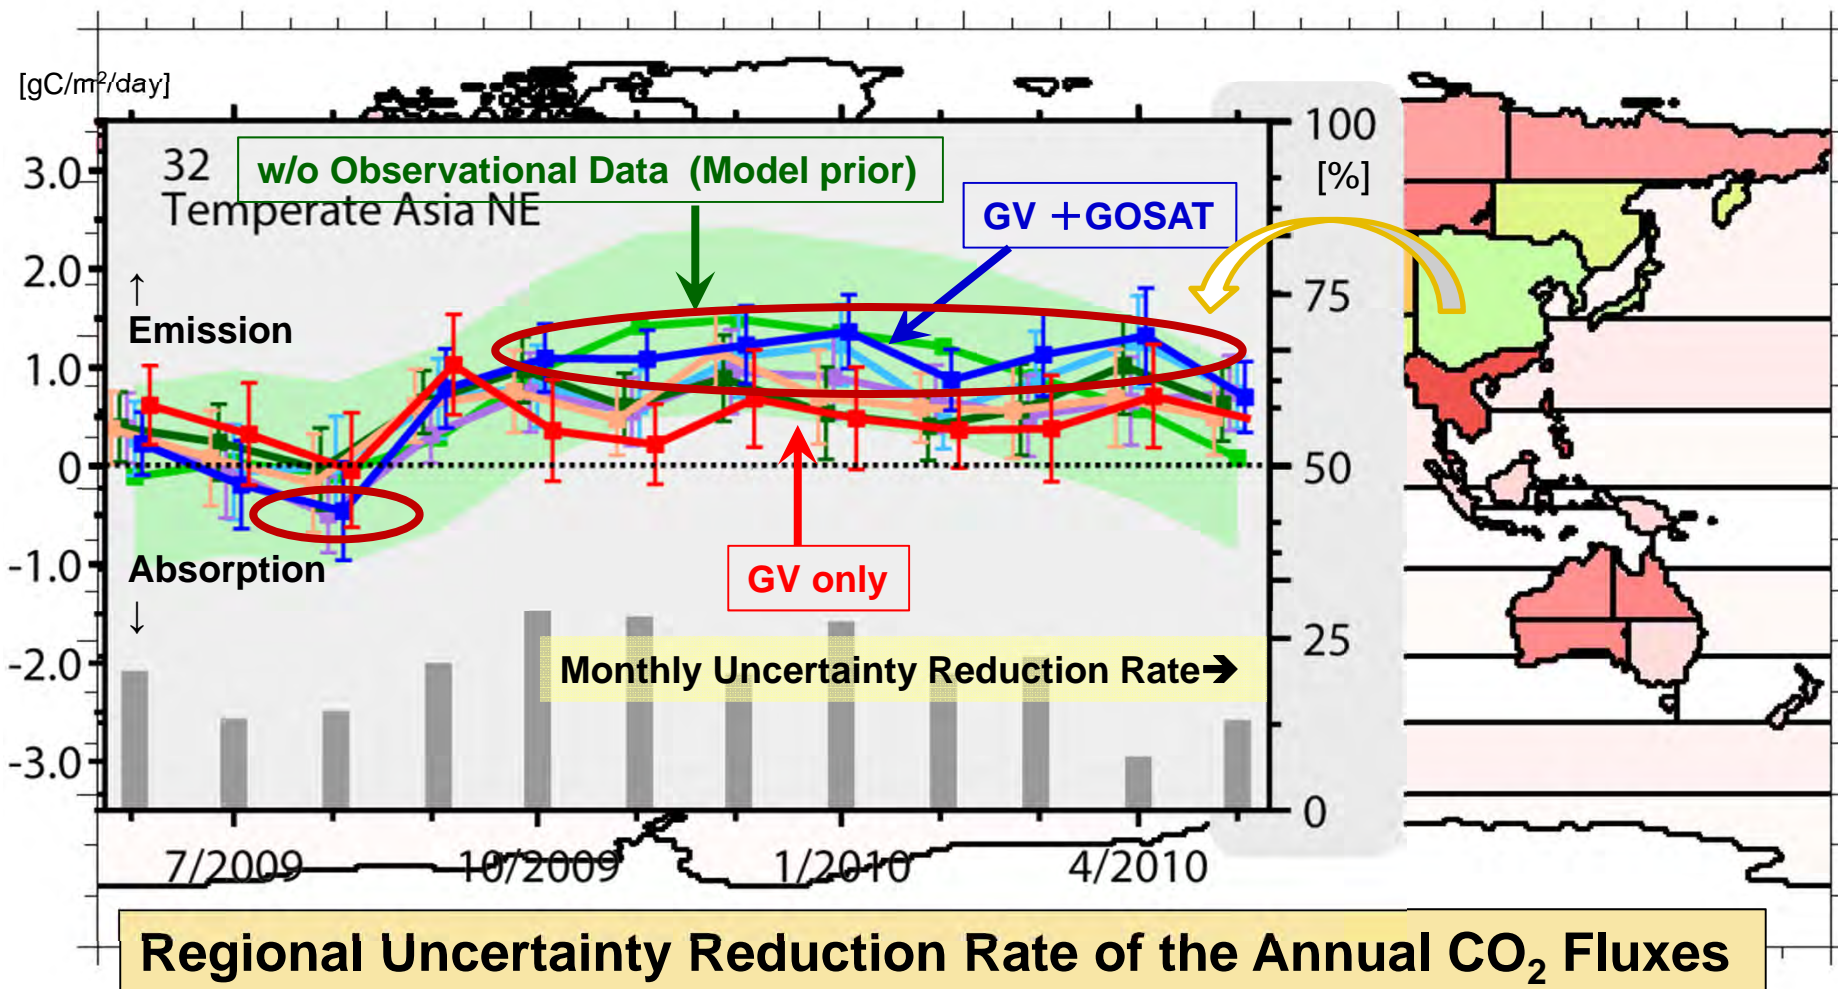 [gC/m²/day]
32
Temperate Asia NE
w/o Observational Data (Model prior)
GV +GOSAT
100
[%]
3.0
2.0
↑
Emission
75
1.0
0
50
-1.0
Absorption
↓
GV only
-2.0
25
Monthly Uncertainty Reduction Rate➔
-3.0
0
7/2009 10/2009 1/2010 4/2010
Regional Uncertainty Reduction Rate of the Annual CO₂ Fluxes